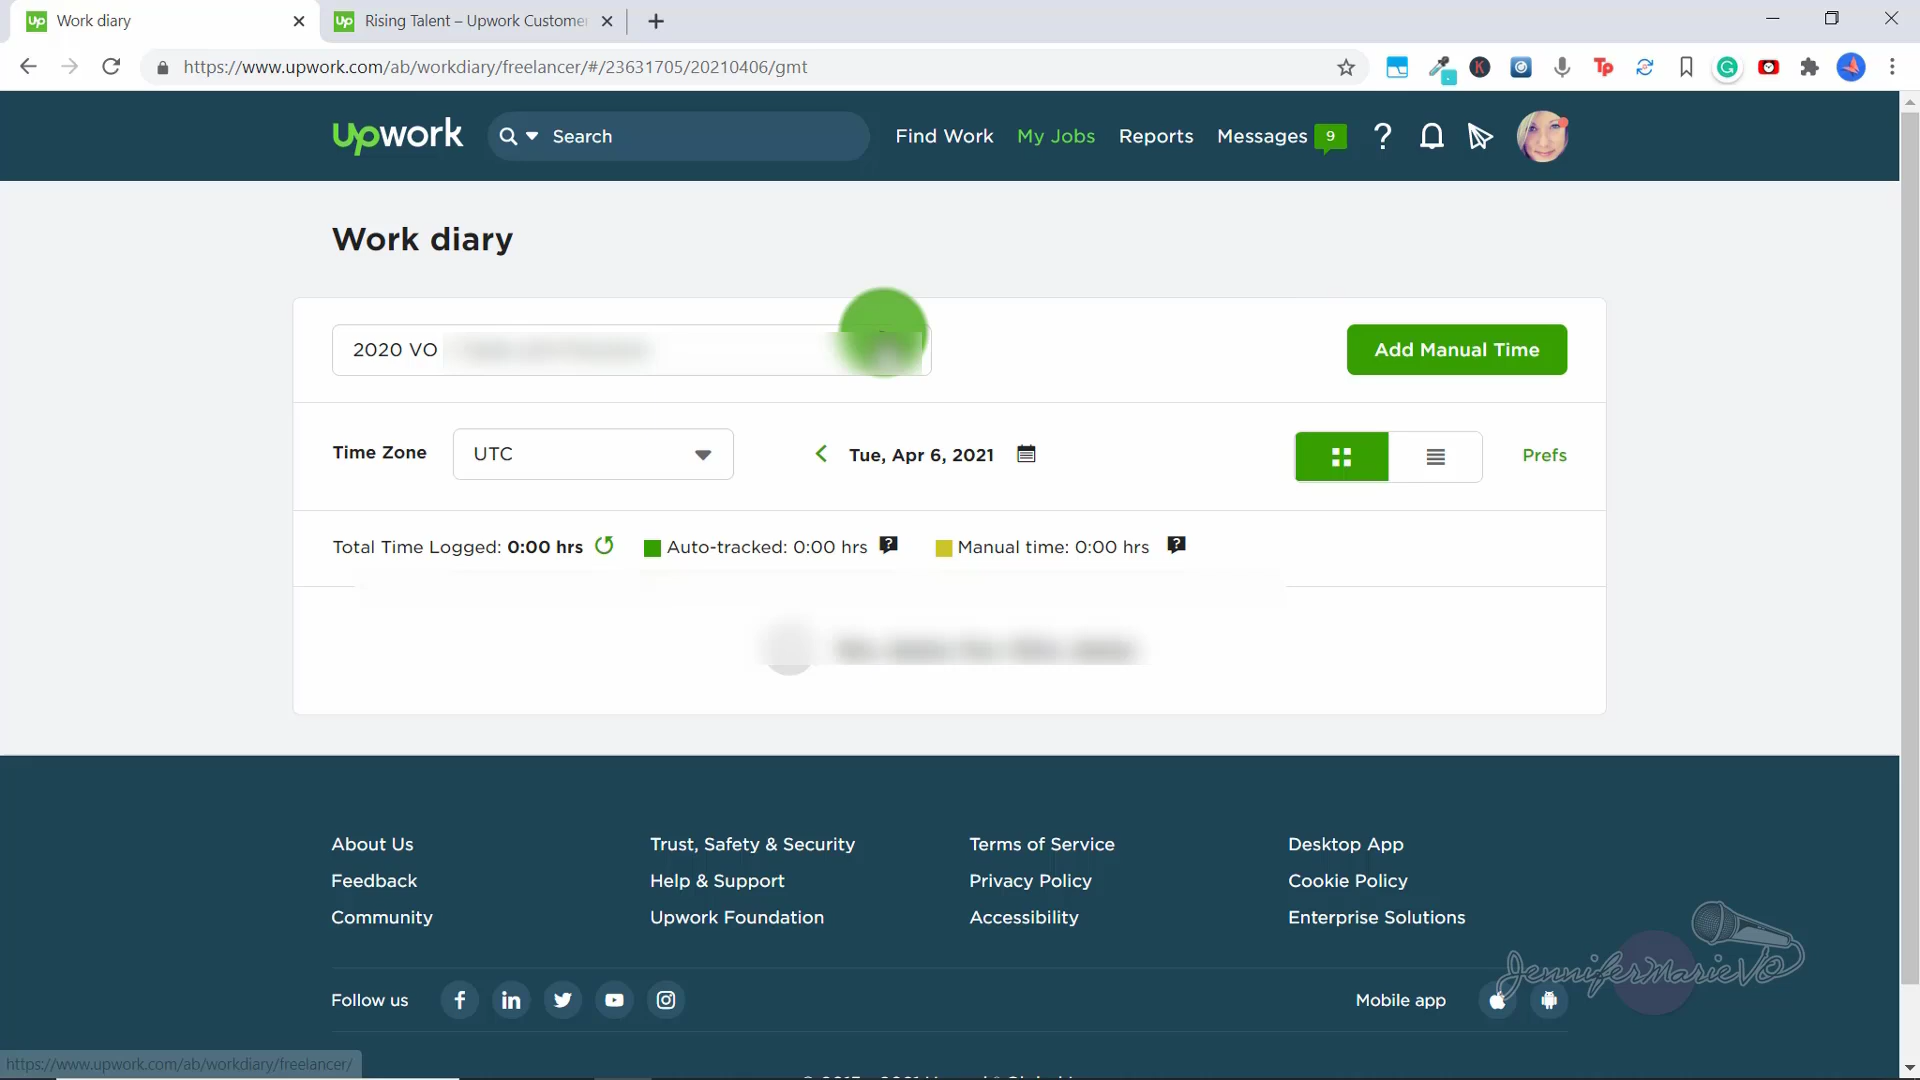 Work diary
Rising Talent – Upwork Custome
https://www.upwork.com/ab/workdiary/freelancer/#/23631705/20210406/gmt
upwork
Search
Find Work
My Jobs
Reports
Messages 9
Work diary
2020 VO
Add Manual Time
Time Zone
UTC
Tue, Apr 6, 2021
Prefs
Total Time Logged: 0:00 hrs
Auto-tracked: 0:00 hrs
Manual time: 0:00 hrs
About Us
Trust, Safety & Security
Terms of Service
Desktop App
Feedback
Help & Support
Privacy Policy
Cookie Policy
Community
Upwork Foundation
Accessibility
Enterprise Solutions
JenniferMarieVO
Follow us
Mobile app
https://www.upwork.com/ab/workdiary/freelancer/